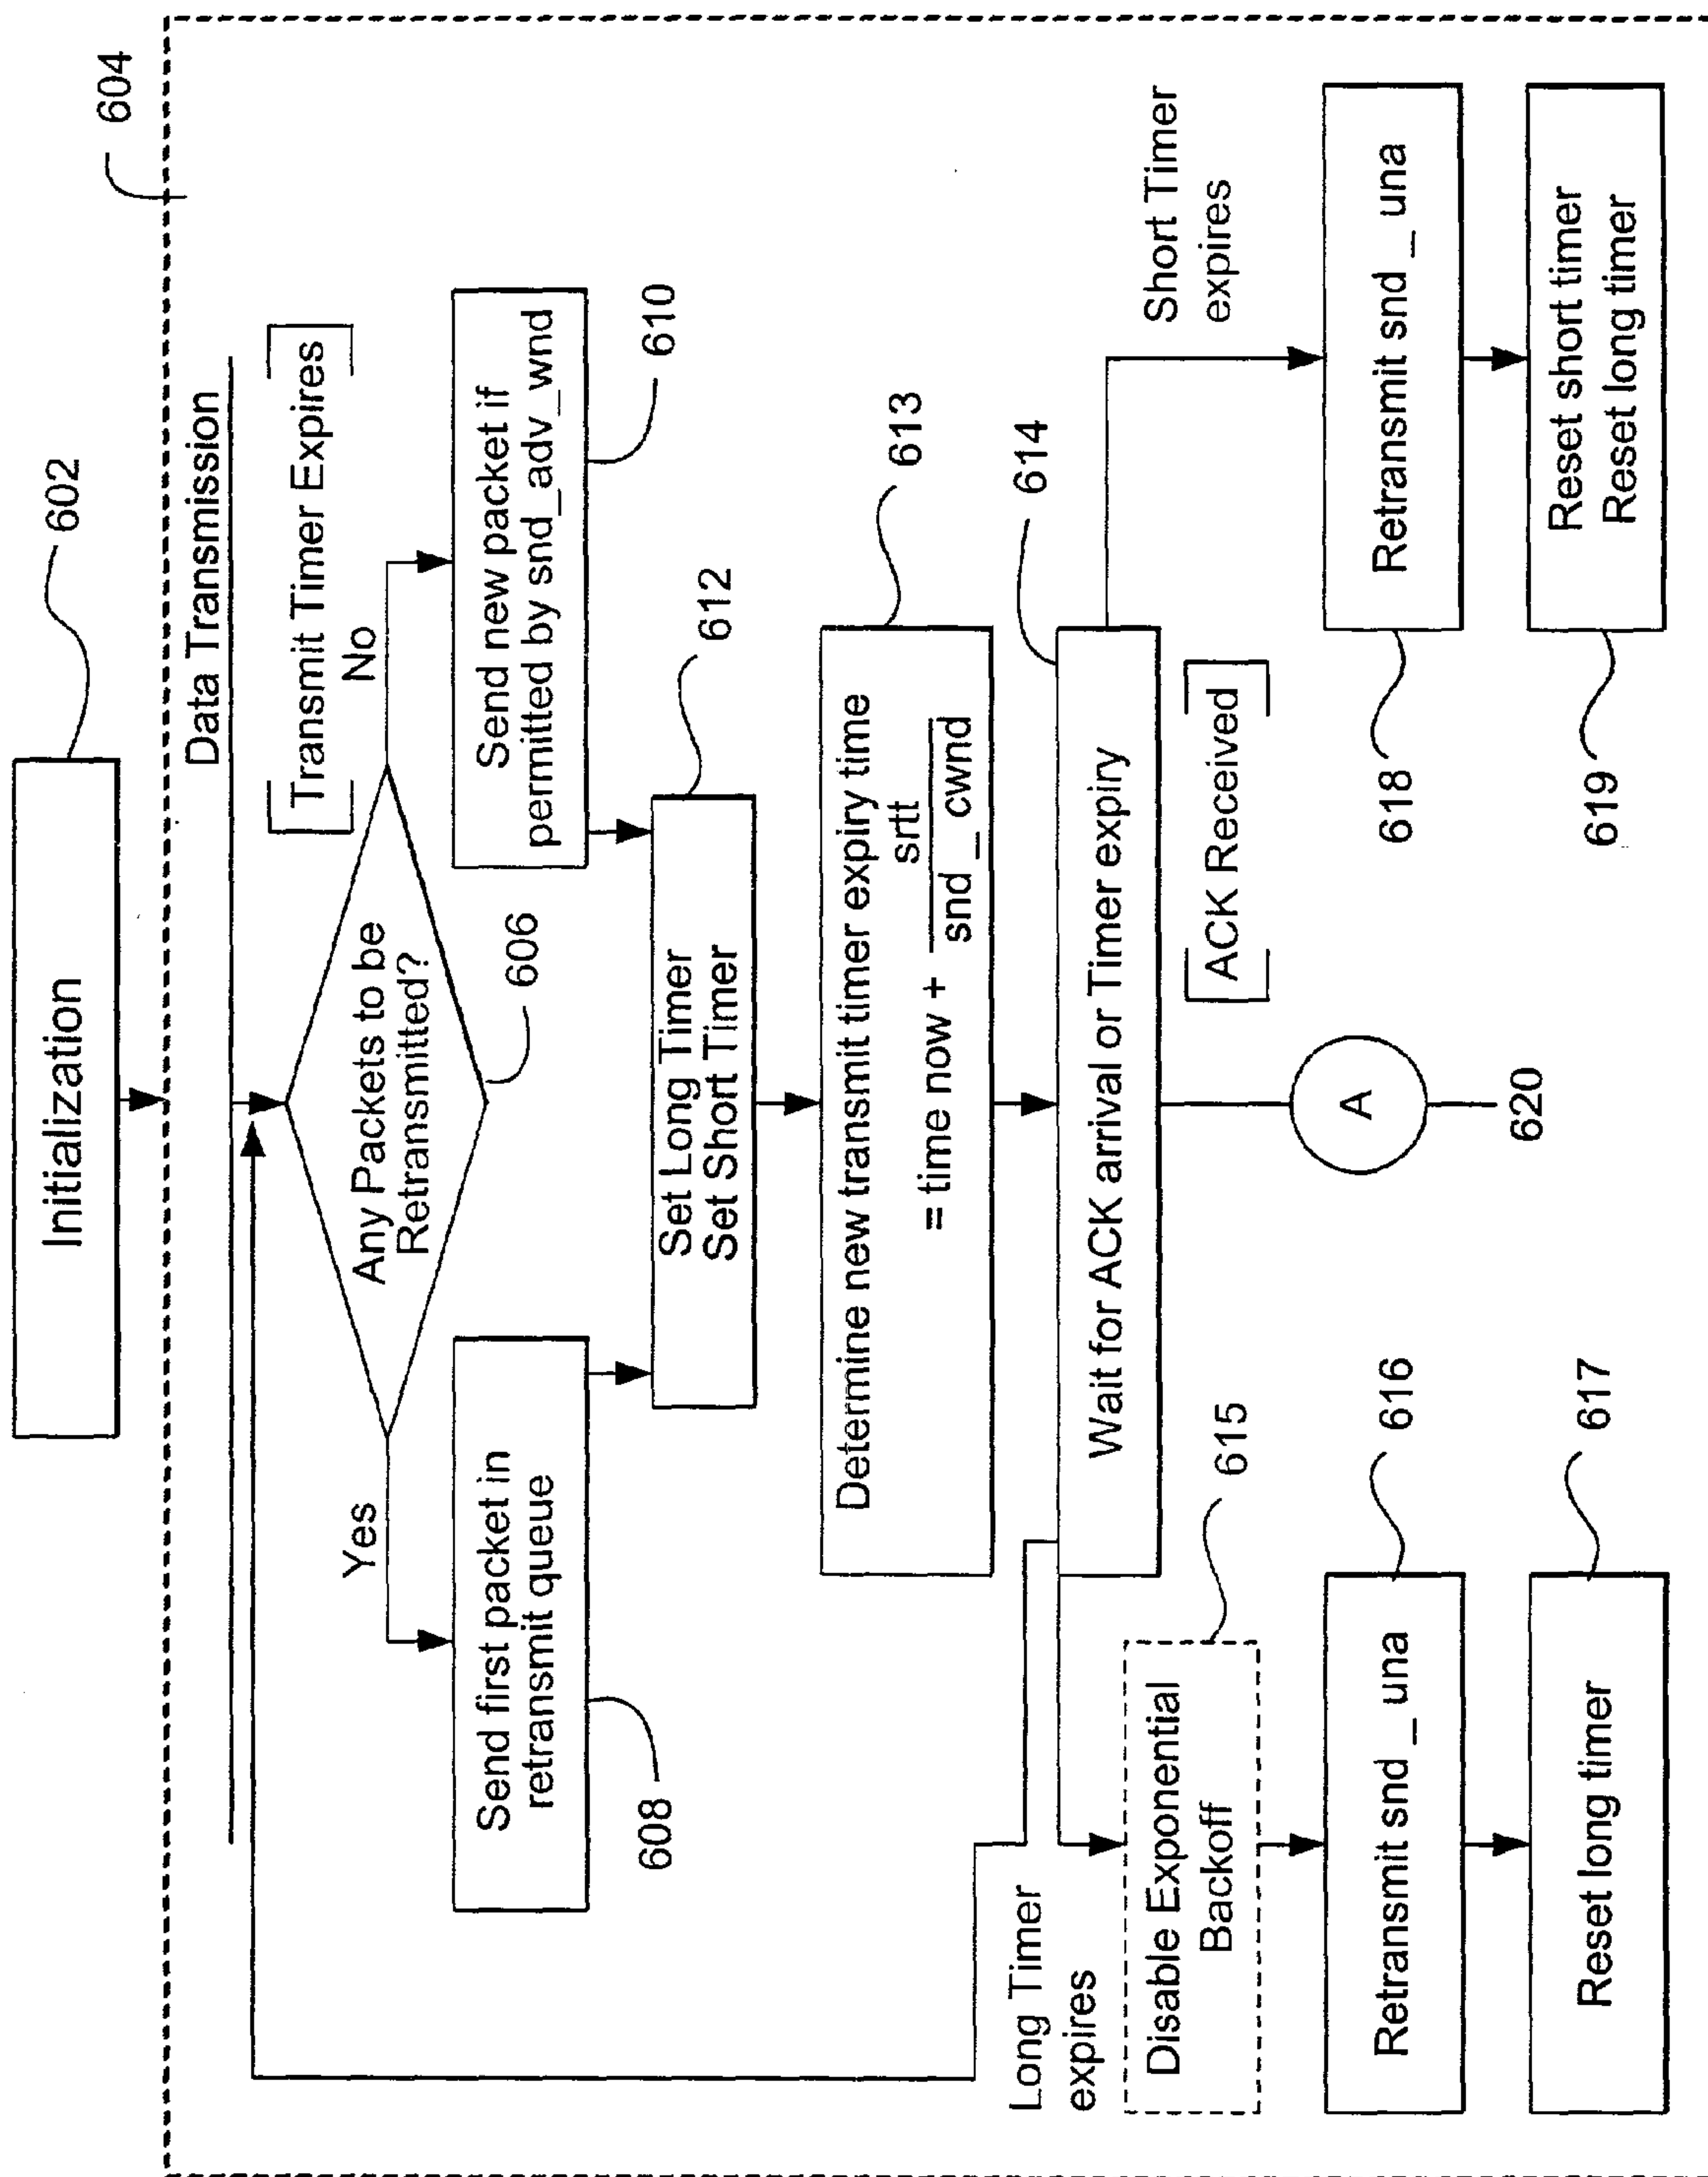 Initialization
602
604
Data Transmission
Transmit Timer Expires
Any Packets to be
Retransmitted?
606
Yes
No
Send first packet in
retransmit queue
608
Send new packet if
permitted by snd_adv_wnd
610
Set Long Timer
Set Short Timer
612
Determine new transmit timer expiry time
= time now + srtt
snd_cwnd
613
Wait for ACK arrival or Timer expiry
614
Long Timer
expires
Disable Exponential
Backoff
615
Retransmit snd_una
616
Reset long timer
617
ACK Received
A
620
Short Timer
expires
Retransmit snd_una
618
Reset short timer
Reset long timer
619